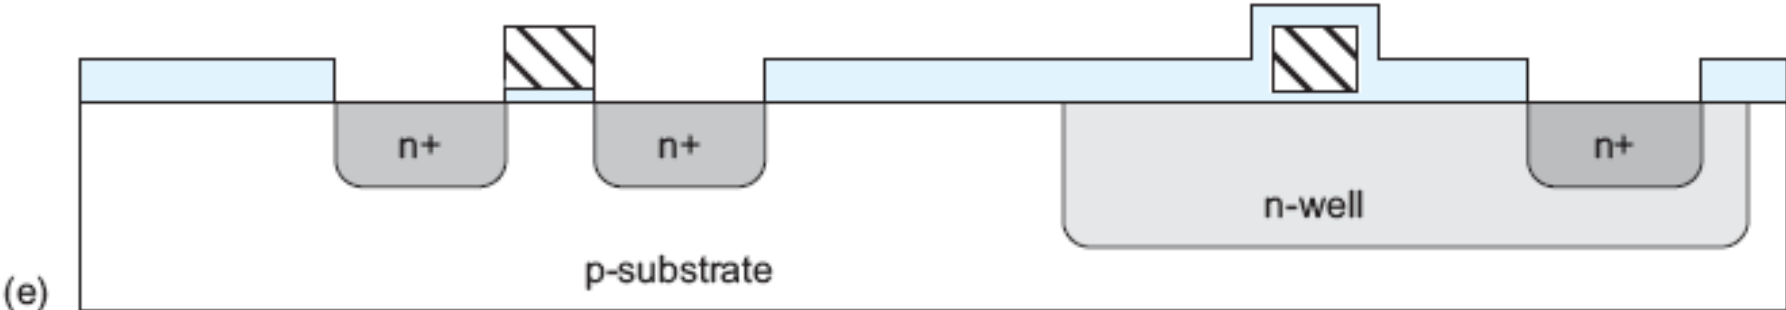 n+
n+
n+
n-well
p-substrate
(e)